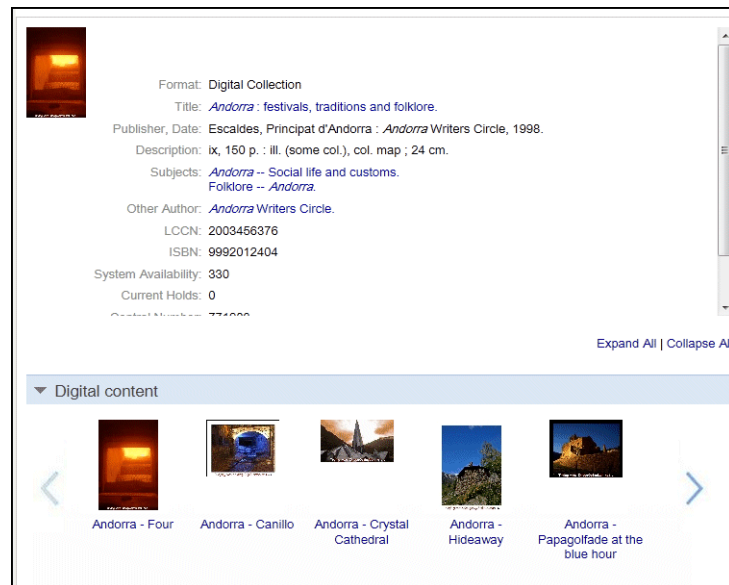 Format: Digital Collection
Title: Andorra : festivals, traditions and folklore.
Publisher, Date: Escaldes, Principat d'Andorra : Andorra Writers Circle, 1998.
Description: ix, 150 p. : ill. (some col.), col. map ; 24 cm.
Subjects: Andorra -- Social life and customs.
Folklore -- Andorra.
Other Author: Andorra Writers Circle.
LCCN: 2003456376
ISBN: 9992012404
System Availability: 330
Current Holds: 0
Expand All | Collapse Al
Digital content
Andorra - Four
Andorra - Canillo
Andorra - Crystal
Cathedral
Andorra -
Hideaway
Andorra -
Papagolfade at the
blue hour